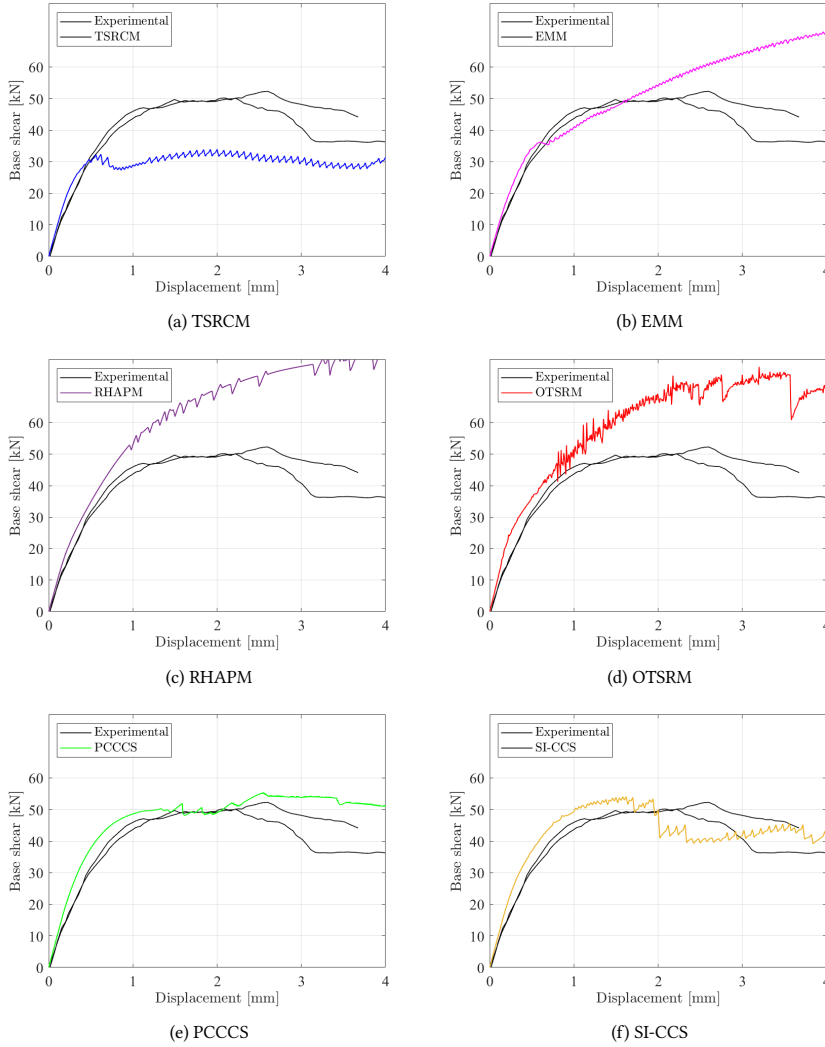 Experimental
TSRCM
Base shear [kN]
60
50
40
30
20
10
0
0 1 2 3 4
Displacement [mm]
(a) TSRCM
Experimental
EMM
Base shear [kN]
60
50
40
30
20
10
0
0 1 2 3 4
Displacement [mm]
(b) EMM
Experimental
RHAPM
Base shear [kN]
60
50
40
30
20
10
0
0 1 2 3 4
Displacement [mm]
(c) RHAPM
Experimental
OTSRM
Base shear [kN]
60
50
40
30
20
10
0
0 1 2 3 4
Displacement [mm]
(d) OTSRM
Experimental
PCCCS
Base shear [kN]
60
50
40
30
20
10
0
0 1 2 3 4
Displacement [mm]
(e) PCCCS
Experimental
SI-CCS
Base shear [kN]
60
50
40
30
20
10
0
0 1 2 3 4
Displacement [mm]
(f) SI-CCS